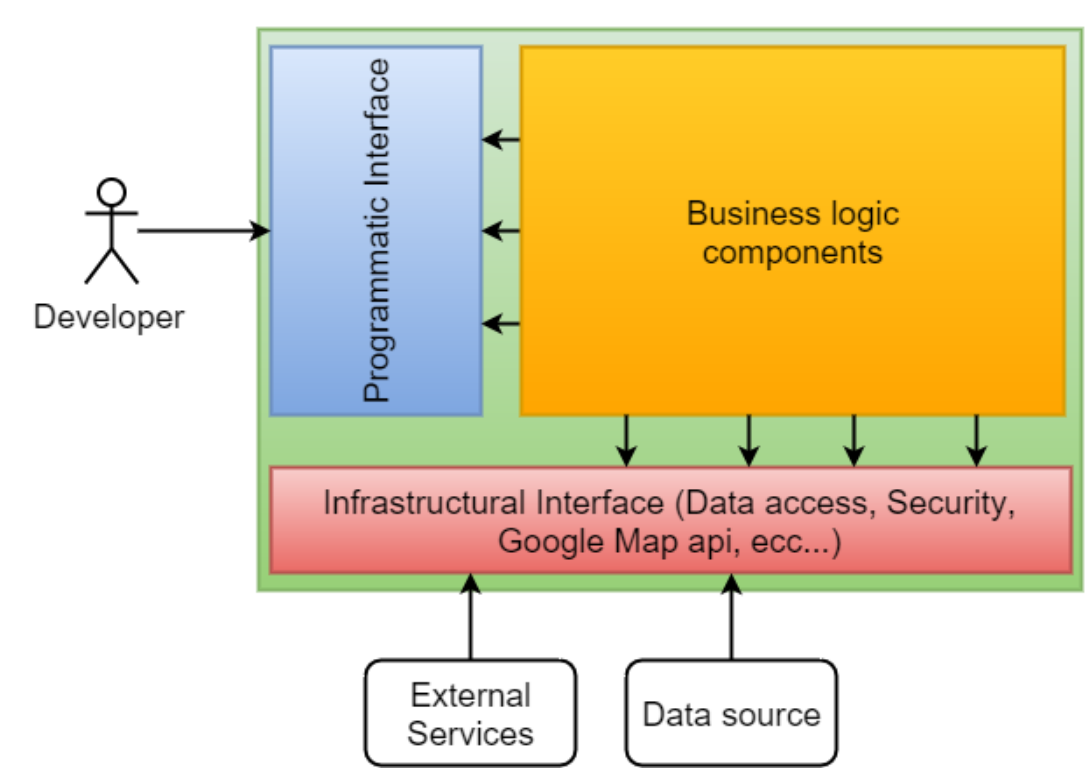 Programmatic Interface
Business logic
components
Developer
Infrastructural Interface (Data access, Security,
Google Map api, ecc...)
External
Services
Data source